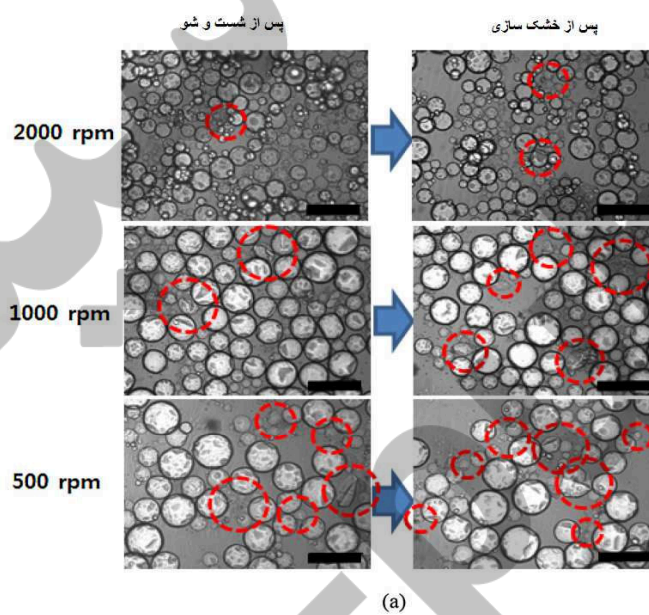 پس از شست و شو
پس از خشک سازی
2000 rpm
1000 rpm
500 rpm
(a)